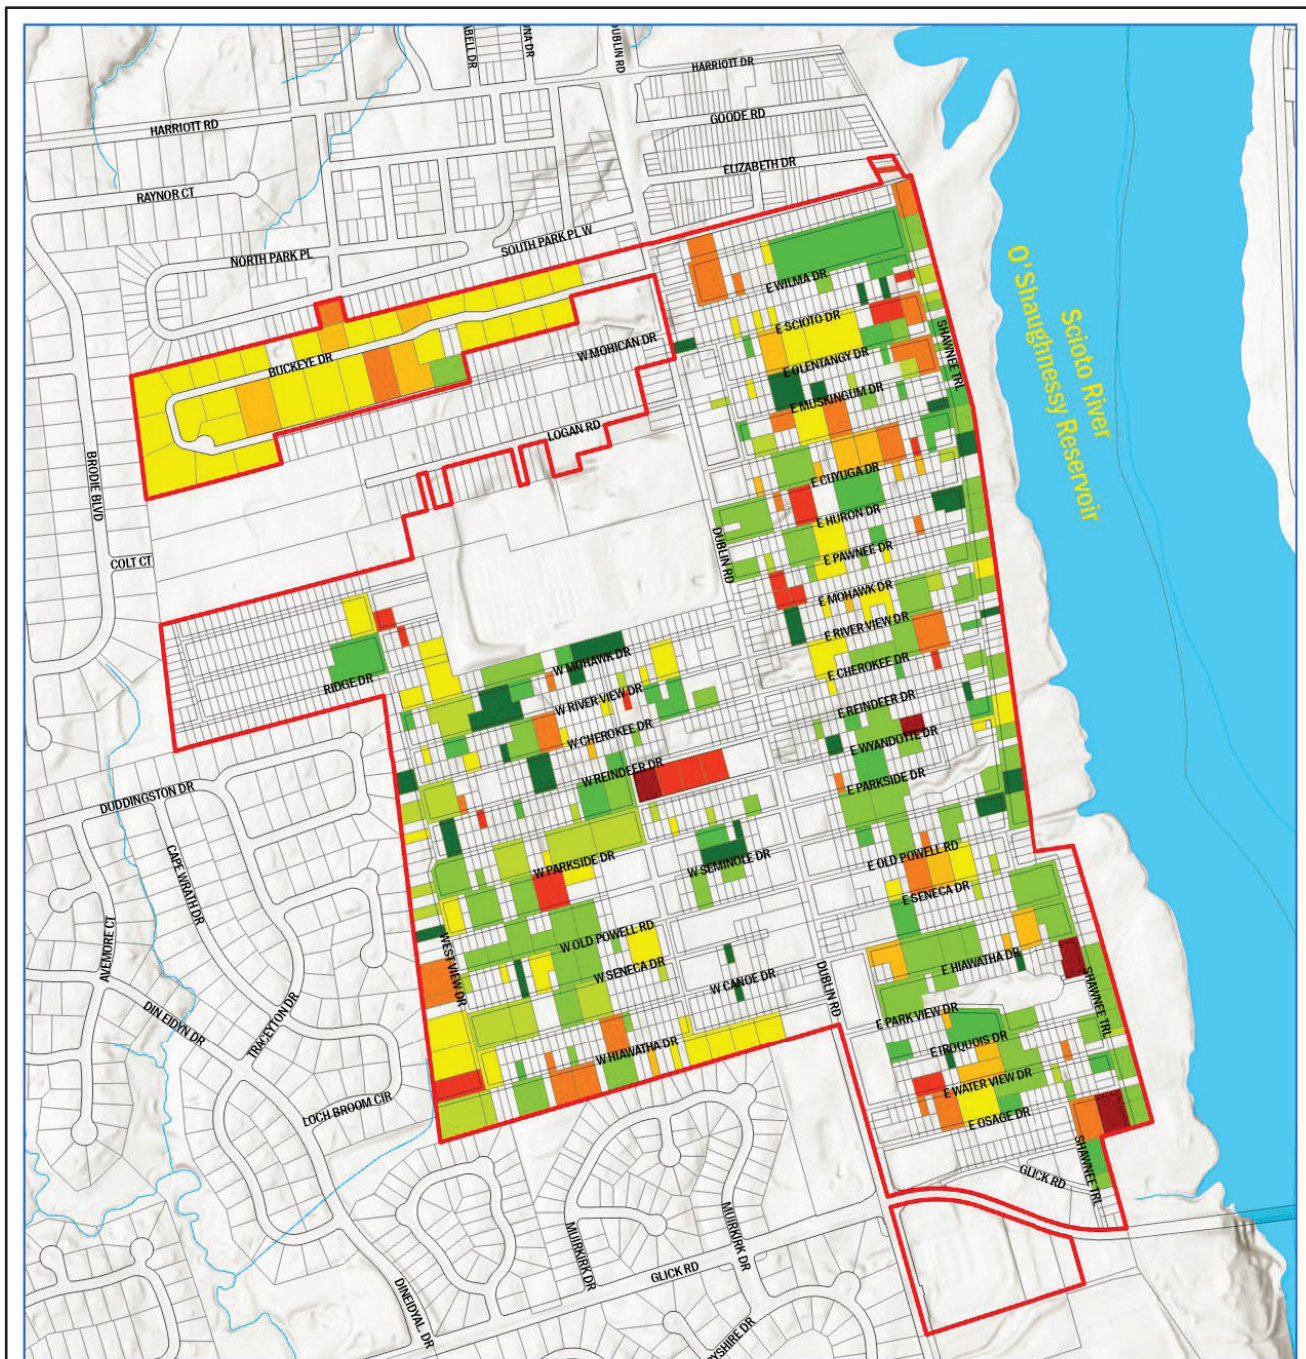 DUBLIN RD
HARRIOTT DR
HARRIOTT RD
GOODE RD
ELIZABETH DR
RAYNOR CT
NORTH PARK PL
SOUTH PARK PL W
E WILMA DR
E SCIOTO DR
BUCKEYE DR
W MOHICAN DR
E OLENTANGY DR
SHAWNEE TRL
E MUSKINGUM DR
Scioto River
O'Shaughnessy Reservoir
LOGAN RD
BRODIE BLVD
E CUYUGA DR
E HURON DR
DUBLIN RD
E PAWNEE DR
COLT CT
E MOHAWK DR
E RIVER VIEW DR
W MOHAWK DR
E CHEROKEE DR
RIDGE DR
W RIVER VIEW DR
E REINDEER DR
W CHEROKEE DR
E WYANDOTTE DR
W REINDEER DR
E PARKSIDE DR
DUDDINGSTON DR
CAPE WRATH DR
W PARKSIDE DR
W SEMINOLE DR
E OLD POWELL RD
E SENECA DR
AVEMORE CT
W OLD POWELL RD
WEST VIEW DR
W SENECA DR
W CANOE DR
DUBLIN RD
E HIAWATHA DR
SHAWNEE TRL
DIN EIDYN DR
TRACEYTON DR
E PARK VIEW DR
E IROQUOIS DR
W HIAWATHA DR
E WATER VIEW DR
LOCH BROOM CIR
E OSAGE DR
SHAWNEE TRL
GLICK RD
MUIRKIRK DR
MUIRKIRK DR
GLICK RD
DINEIDYAL DR